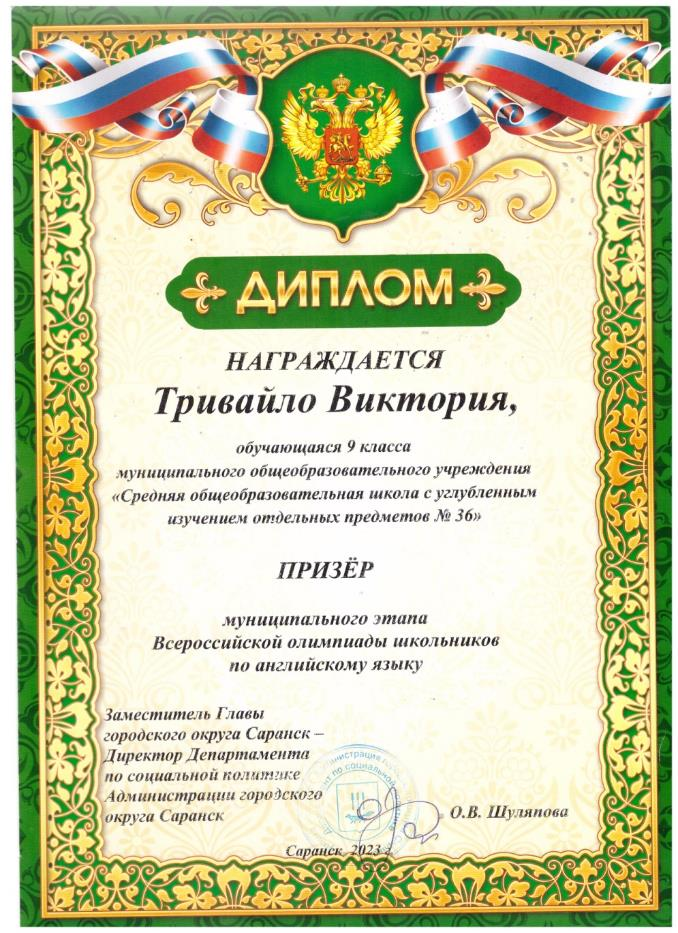 ДИПЛОМ
НАГРАЖДАЕТСЯ
Тривайло Виктория,
обучающаяся 9 класса
муниципального общеобразовательного учреждения
«Средняя общеобразовательная школа с углубленным
изучением отдельных предметов № 36»
ПРИЗЁР
муниципального этапа
Всероссийской олимпиады школьников
по английскому языку
Заместитель Главы
городского округа Саранск –
Директор Департамента
по социальной политике
Администрации городского
округа Саранск
О.В. Шуляпова
Саранск, 2023 г.